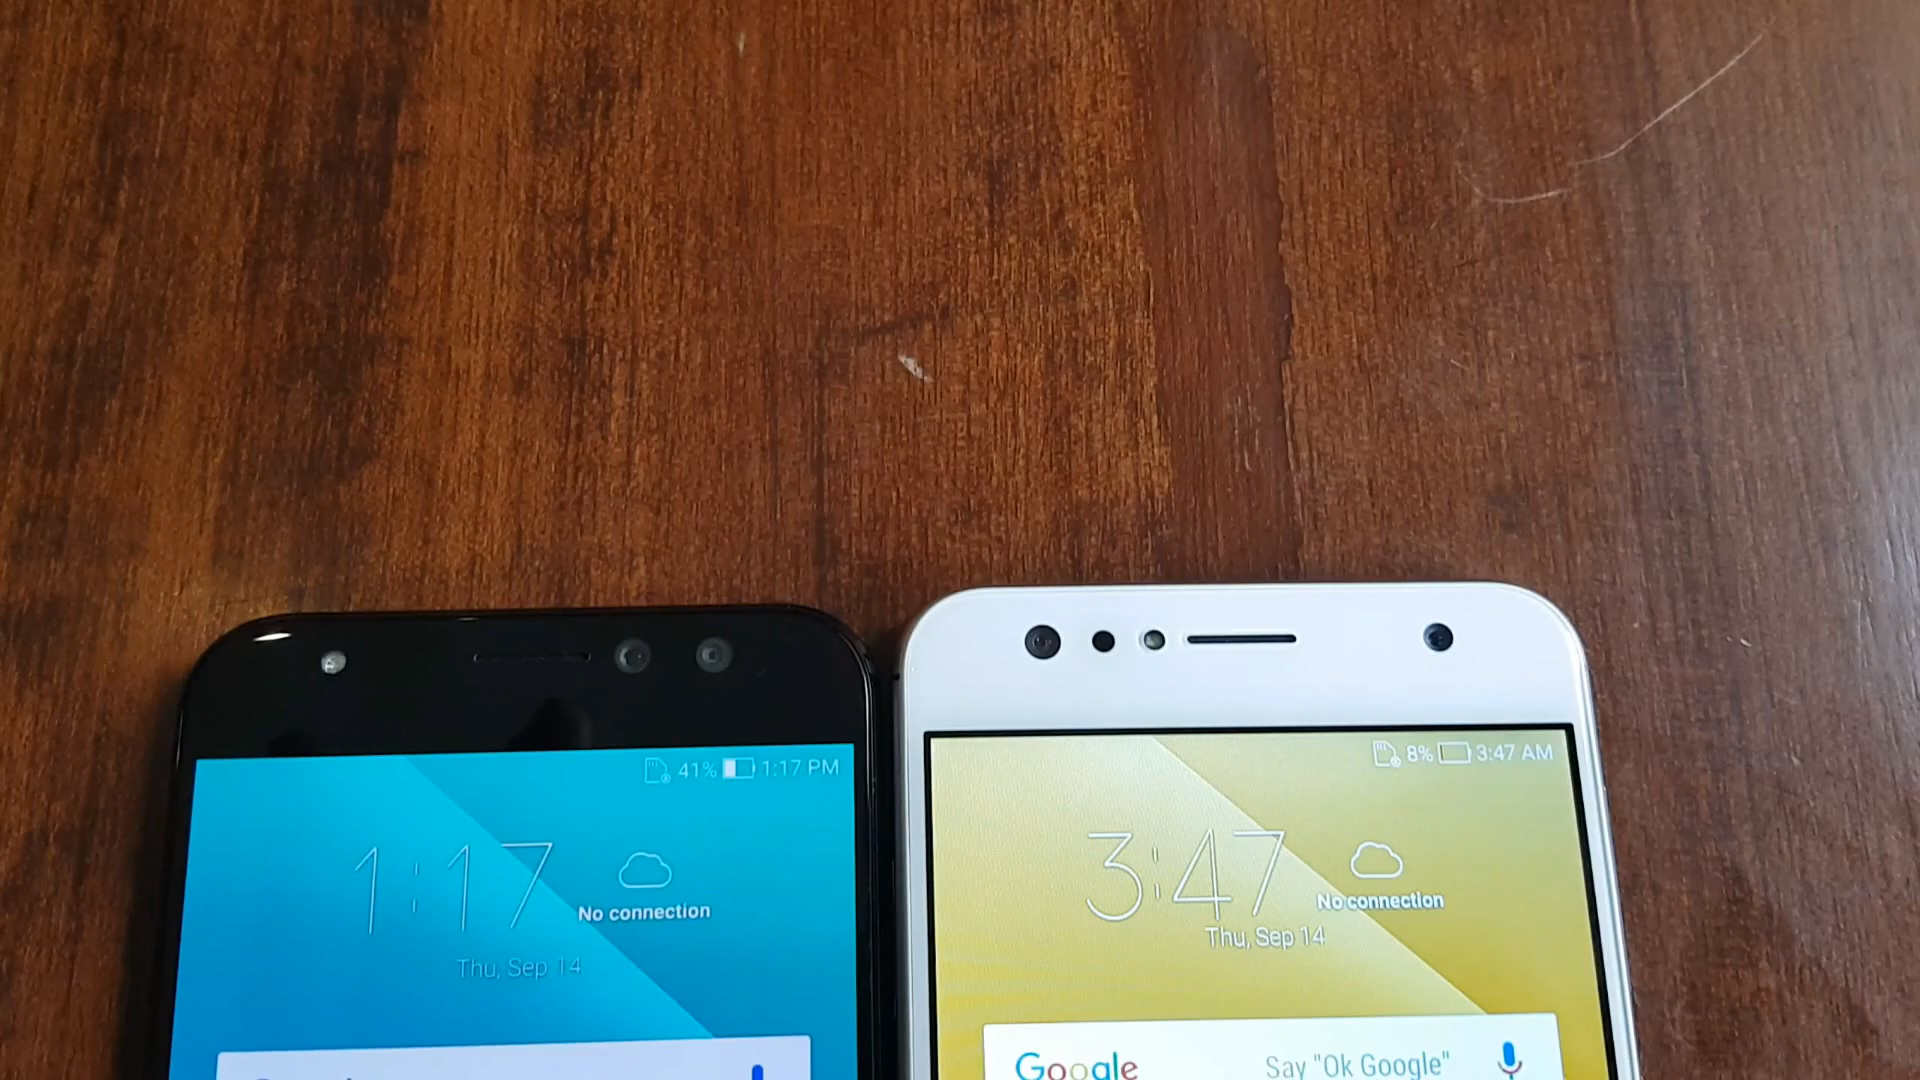 41% 1:17 PM
1:17
No connection
Thu, Sep 14
8% 3:47 AM
3:47
No connection
Thu, Sep 14
Google Say "Ok Google"